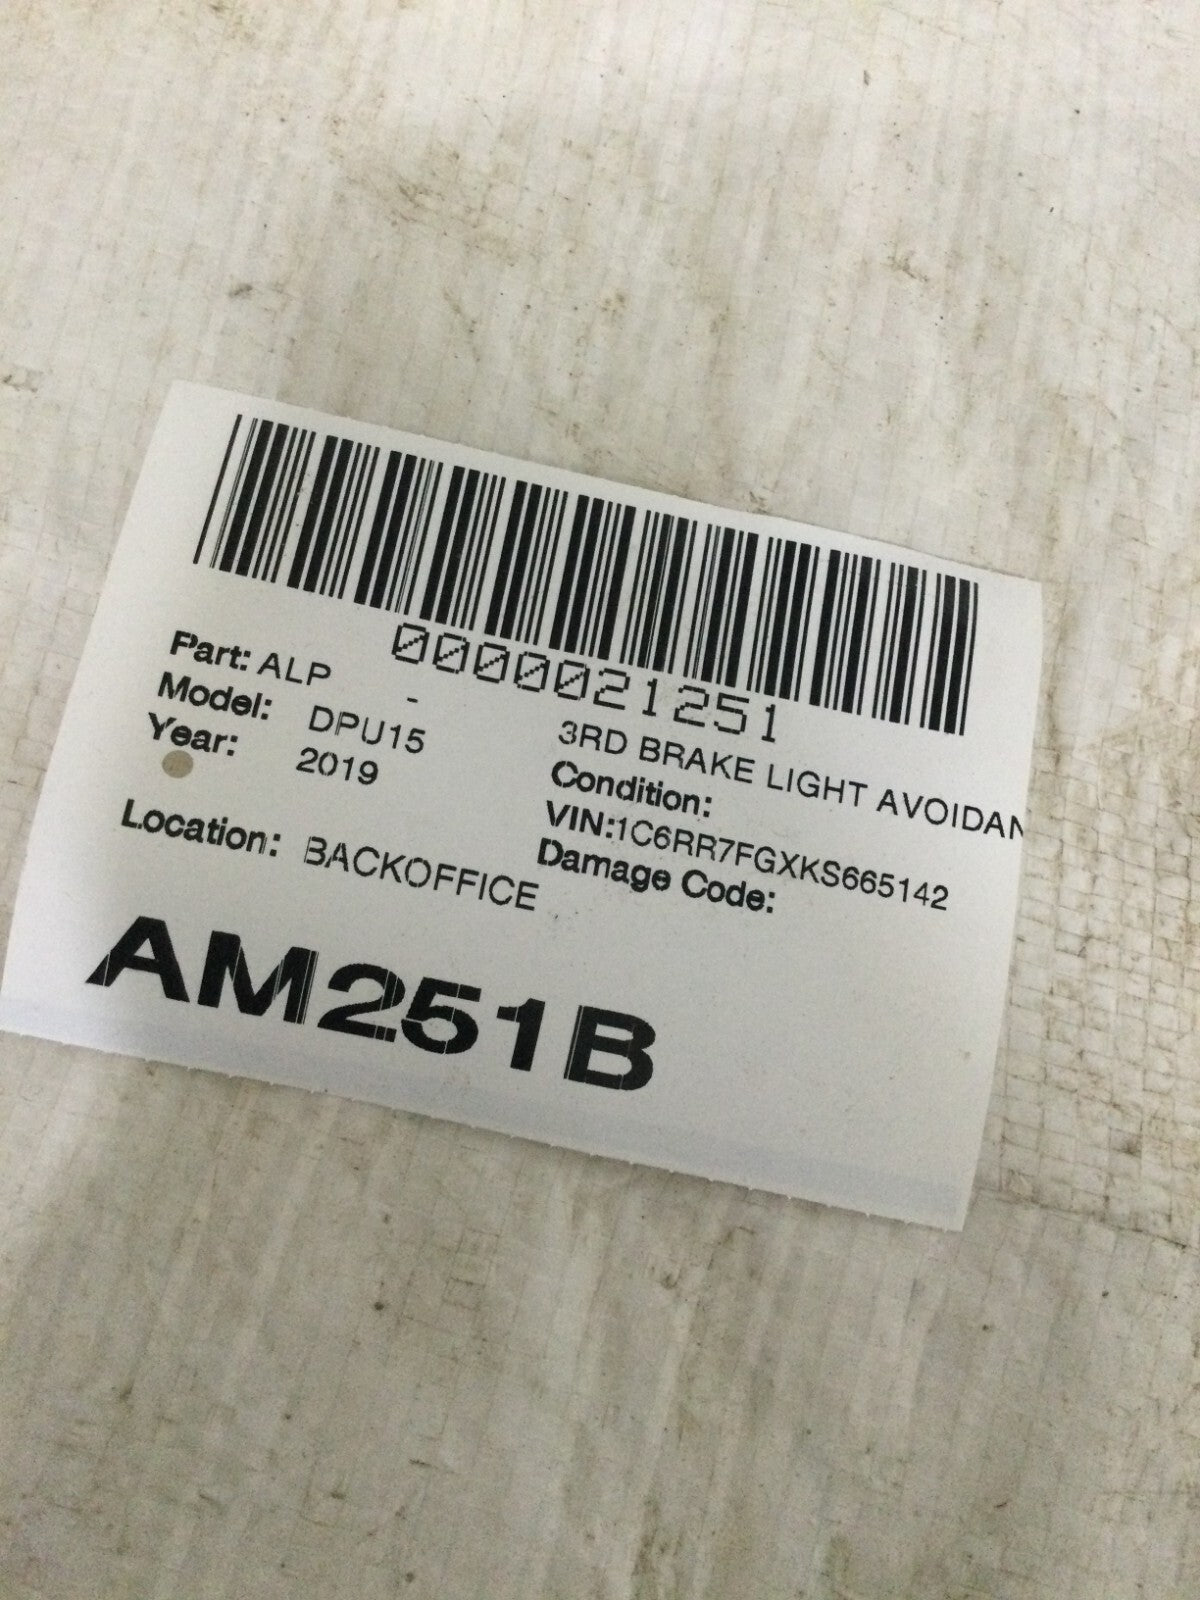 0000021251
Part: ALP -
Model: DPU15
Year: 2019
3RD BRAKE LIGHT AVOIDAN
Condition:
VIN:1C6RR7FGXKS665142
Damage Code:
Location: BACKOFFICE
AM251B